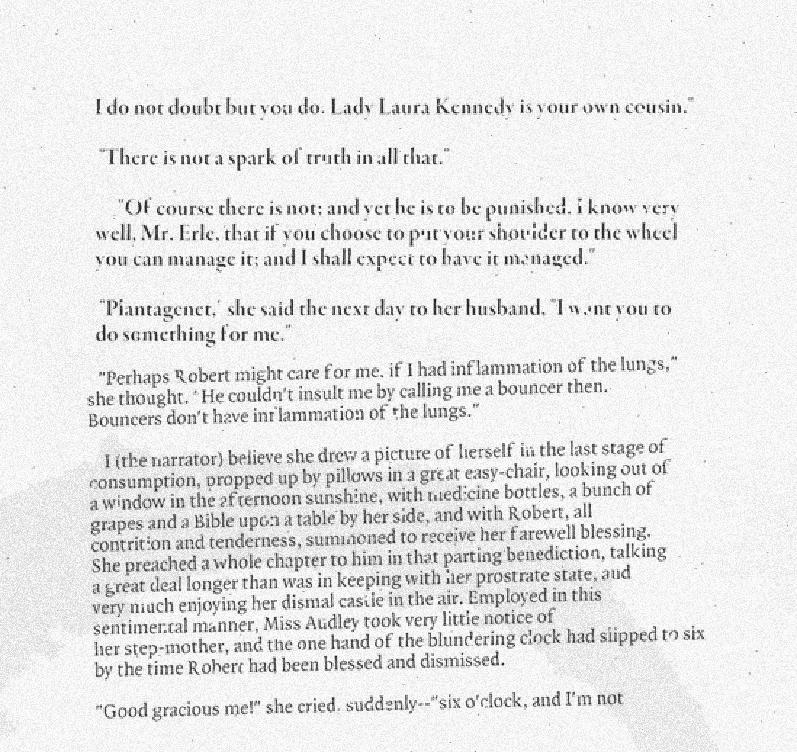 I do not doubt but you do. Lady Laura Kennedy is your own cousin."
"There is not a spark of truth in all that."
"Of course there is not; and yet he is to be punished. I know very
well, Mr. Erle, that if you choose to put your shoulder to the wheel
you can manage it; and I shall expect to have it managed."
"Plantagenet," she said the next day to her husband, "I want you to
do something for me."
"Perhaps Robert might care for me, if I had inflammation of the lungs,"
she thought. "He couldn't insult me by calling me a bouncer then.
Bouncers don't have inflammation of the lungs."
I (the narrator) believe she drew a picture of herself in the last stage of
consumption, propped up by pillows in a great easy-chair, looking out of
a window in the afternoon sunshine, with medicine bottles, a bunch of
grapes and a Bible upon a table by her side, and with Robert, all
contrition and tenderness, summoned to receive her farewell blessing.
She preached a whole chapter to him in that parting benediction, talking
a great deal longer than was in keeping with her prostrate state, and
very much enjoying her dismal castle in the air. Employed in this
sentimental manner, Miss Audley took very little notice of
her step-mother, and the one hand of the blundering clock had slipped to six
by the time Robert had been blessed and dismissed.
"Good gracious me!" she cried, suddenly--"six o'clock, and I'm not